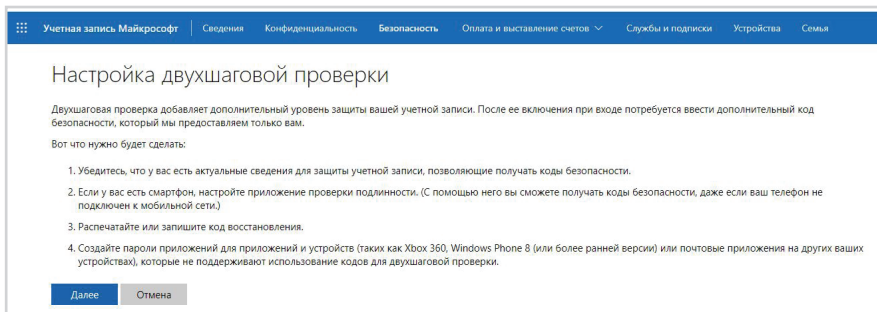 Учетная запись Майкрософт Сведения Конфиденциальность Безопасность Оплата и выставление счетов Службы и подписки Устройства Семья
Настройка двухшаговой проверки
Двухшаговая проверка добавляет дополнительный уровень защиты вашей учетной записи. После ее включения при входе потребуется ввести дополнительный код
безопасности, который мы предоставляем только вам.
Вот что нужно будет сделать:
1. Убедитесь, что у вас есть актуальные сведения для защиты учетной записи, позволяющие получать коды безопасности.
2. Если у вас есть смартфон, настройте приложение проверки подлинности. (С помощью него вы сможете получать коды безопасности, даже если ваш телефон не
подключен к мобильной сети.)
3. Распечатайте или запишите код восстановления.
4. Создайте пароли приложений для приложений и устройств (таких как Xbox 360, Windows Phone 8 (или более ранней версии) или почтовые приложения на других ваших
устройствах), которые не поддерживают использование кодов для двухшаговой проверки.
Далее Отмена